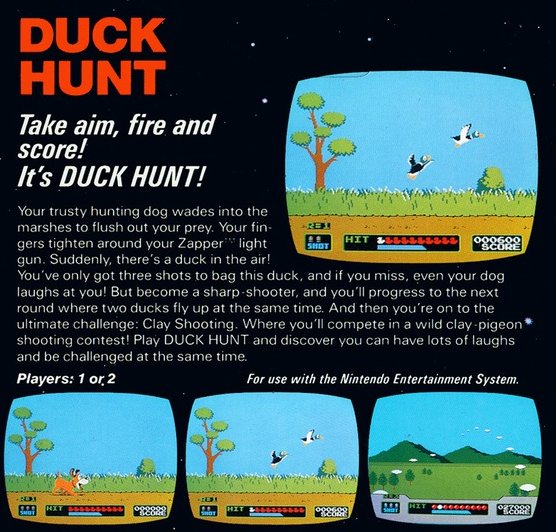 DUCK
HUNT
Take aim, fire and
score!
It's DUCK HUNT!
Your trusty hunting dog wades into the
marshes to flush out your prey. Your fin-
gers tighten around your Zapper™ light
gun. Suddenly, there's a duck in the air!
You've only got three shots to bag this duck, and if you miss, even your dog
laughs at you! But become a sharp-shooter, and you'll progress to the next
round where two ducks fly up at the same time. And then you're on to the
ultimate challenge: Clay Shooting. Where you'll compete in a wild clay-pigeon
shooting contest! Play DUCK HUNT and discover you can have lots of laughs
and be challenged at the same time.
Players: 1 or 2
For use with the Nintendo Entertainment System.
R=1
SHOT
HIT
000600
SCORE
R=1
SHOT
HIT
000000
SCORE
R=1
SHOT
HIT
000600
SCORE
SHOT
HIT
027000
SCORE